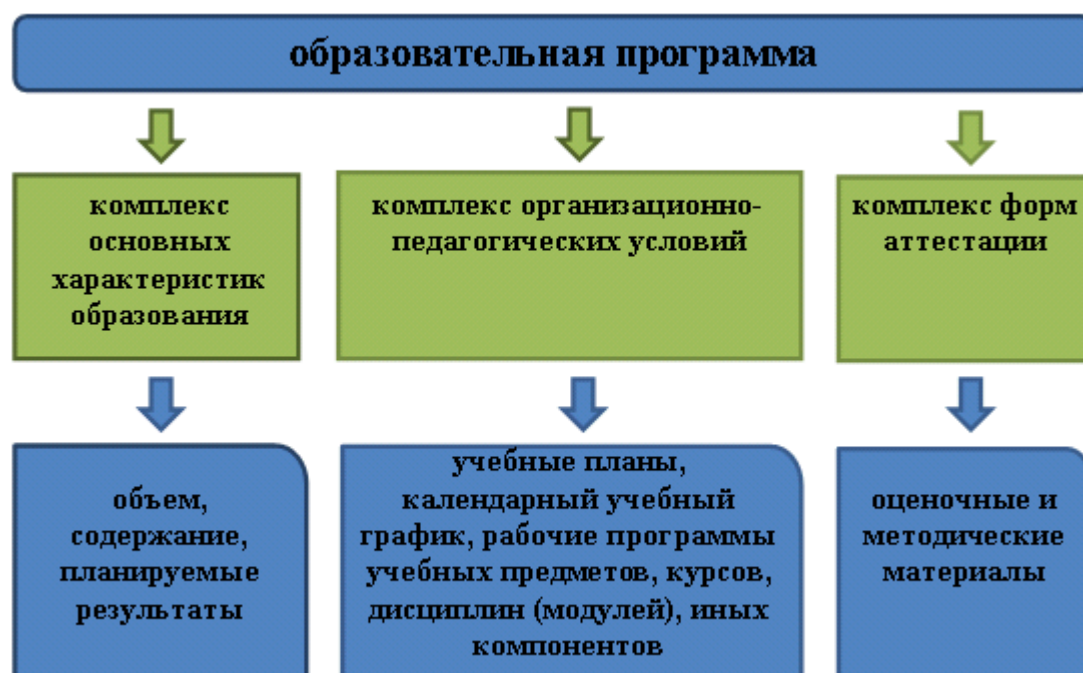 образовательная программа
комплекс
основных
характеристик
образования
комплекс организационно-
педагогических условий
комплекс форм
аттестации
объем,
содержание,
планируемые
результаты
учебные планы,
календарный учебный
график, рабочие программы
учебных предметов, курсов,
дисциплин (модулей), иных
компонентов
оценочные и
методические
материалы